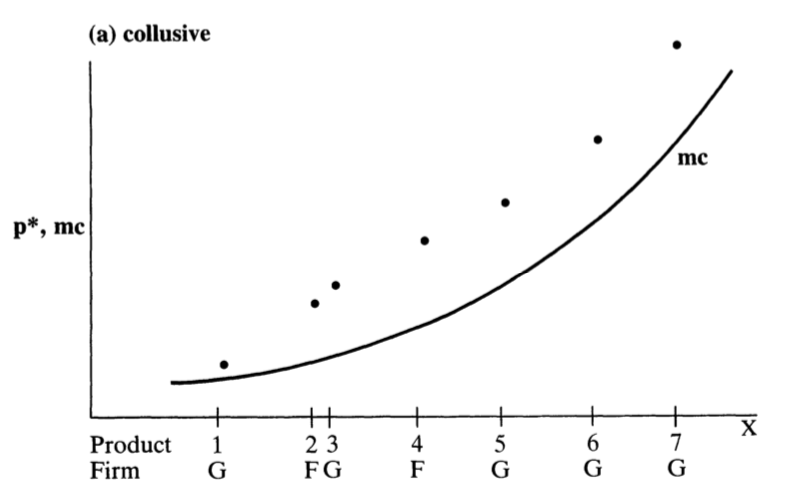 (a) collusive
mc
p*, mc
X
Product 1 2 3 4 5 6 7
Firm G F G F G G G